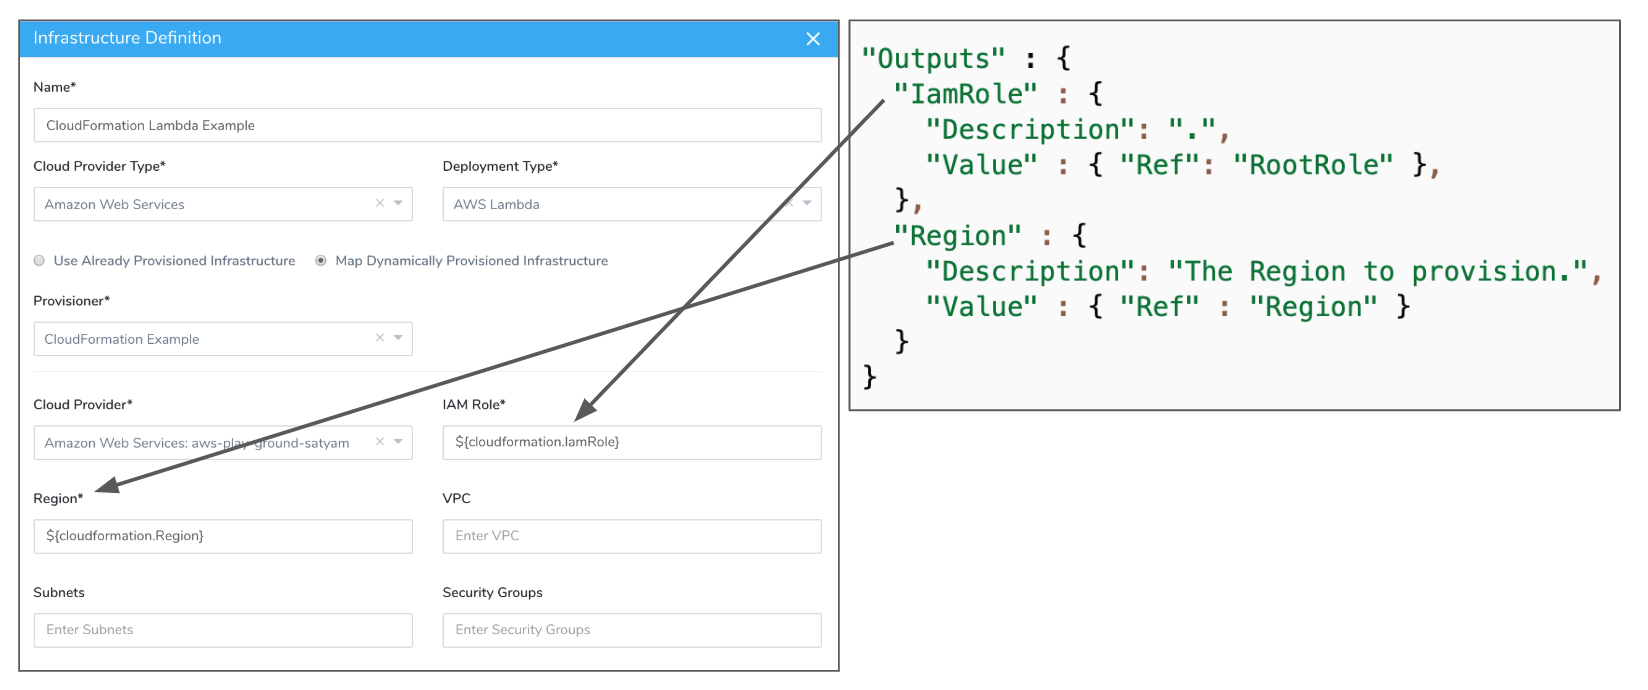 Infrastructure Definition
Name*
CloudFormation Lambda Example
Cloud Provider Type*
Deployment Type*
Amazon Web Services
AWS Lambda
Use Already Provisioned Infrastructure
Map Dynamically Provisioned Infrastructure
Provisioner*
CloudFormation Example
Cloud Provider*
IAM Role*
Amazon Web Services: aws-play-ground-satyam
${cloudformation.IamRole}
Region*
VPC
${cloudformation.Region}
Enter VPC
Subnets
Security Groups
Enter Subnets
Enter Security Groups
"Outputs" : {
"IamRole" : {
"Description": ".",
"Value" : { "Ref": "RootRole" },
},
"Region" : {
"Description": "The Region to provision.",
"Value" : { "Ref" : "Region" }
}
}